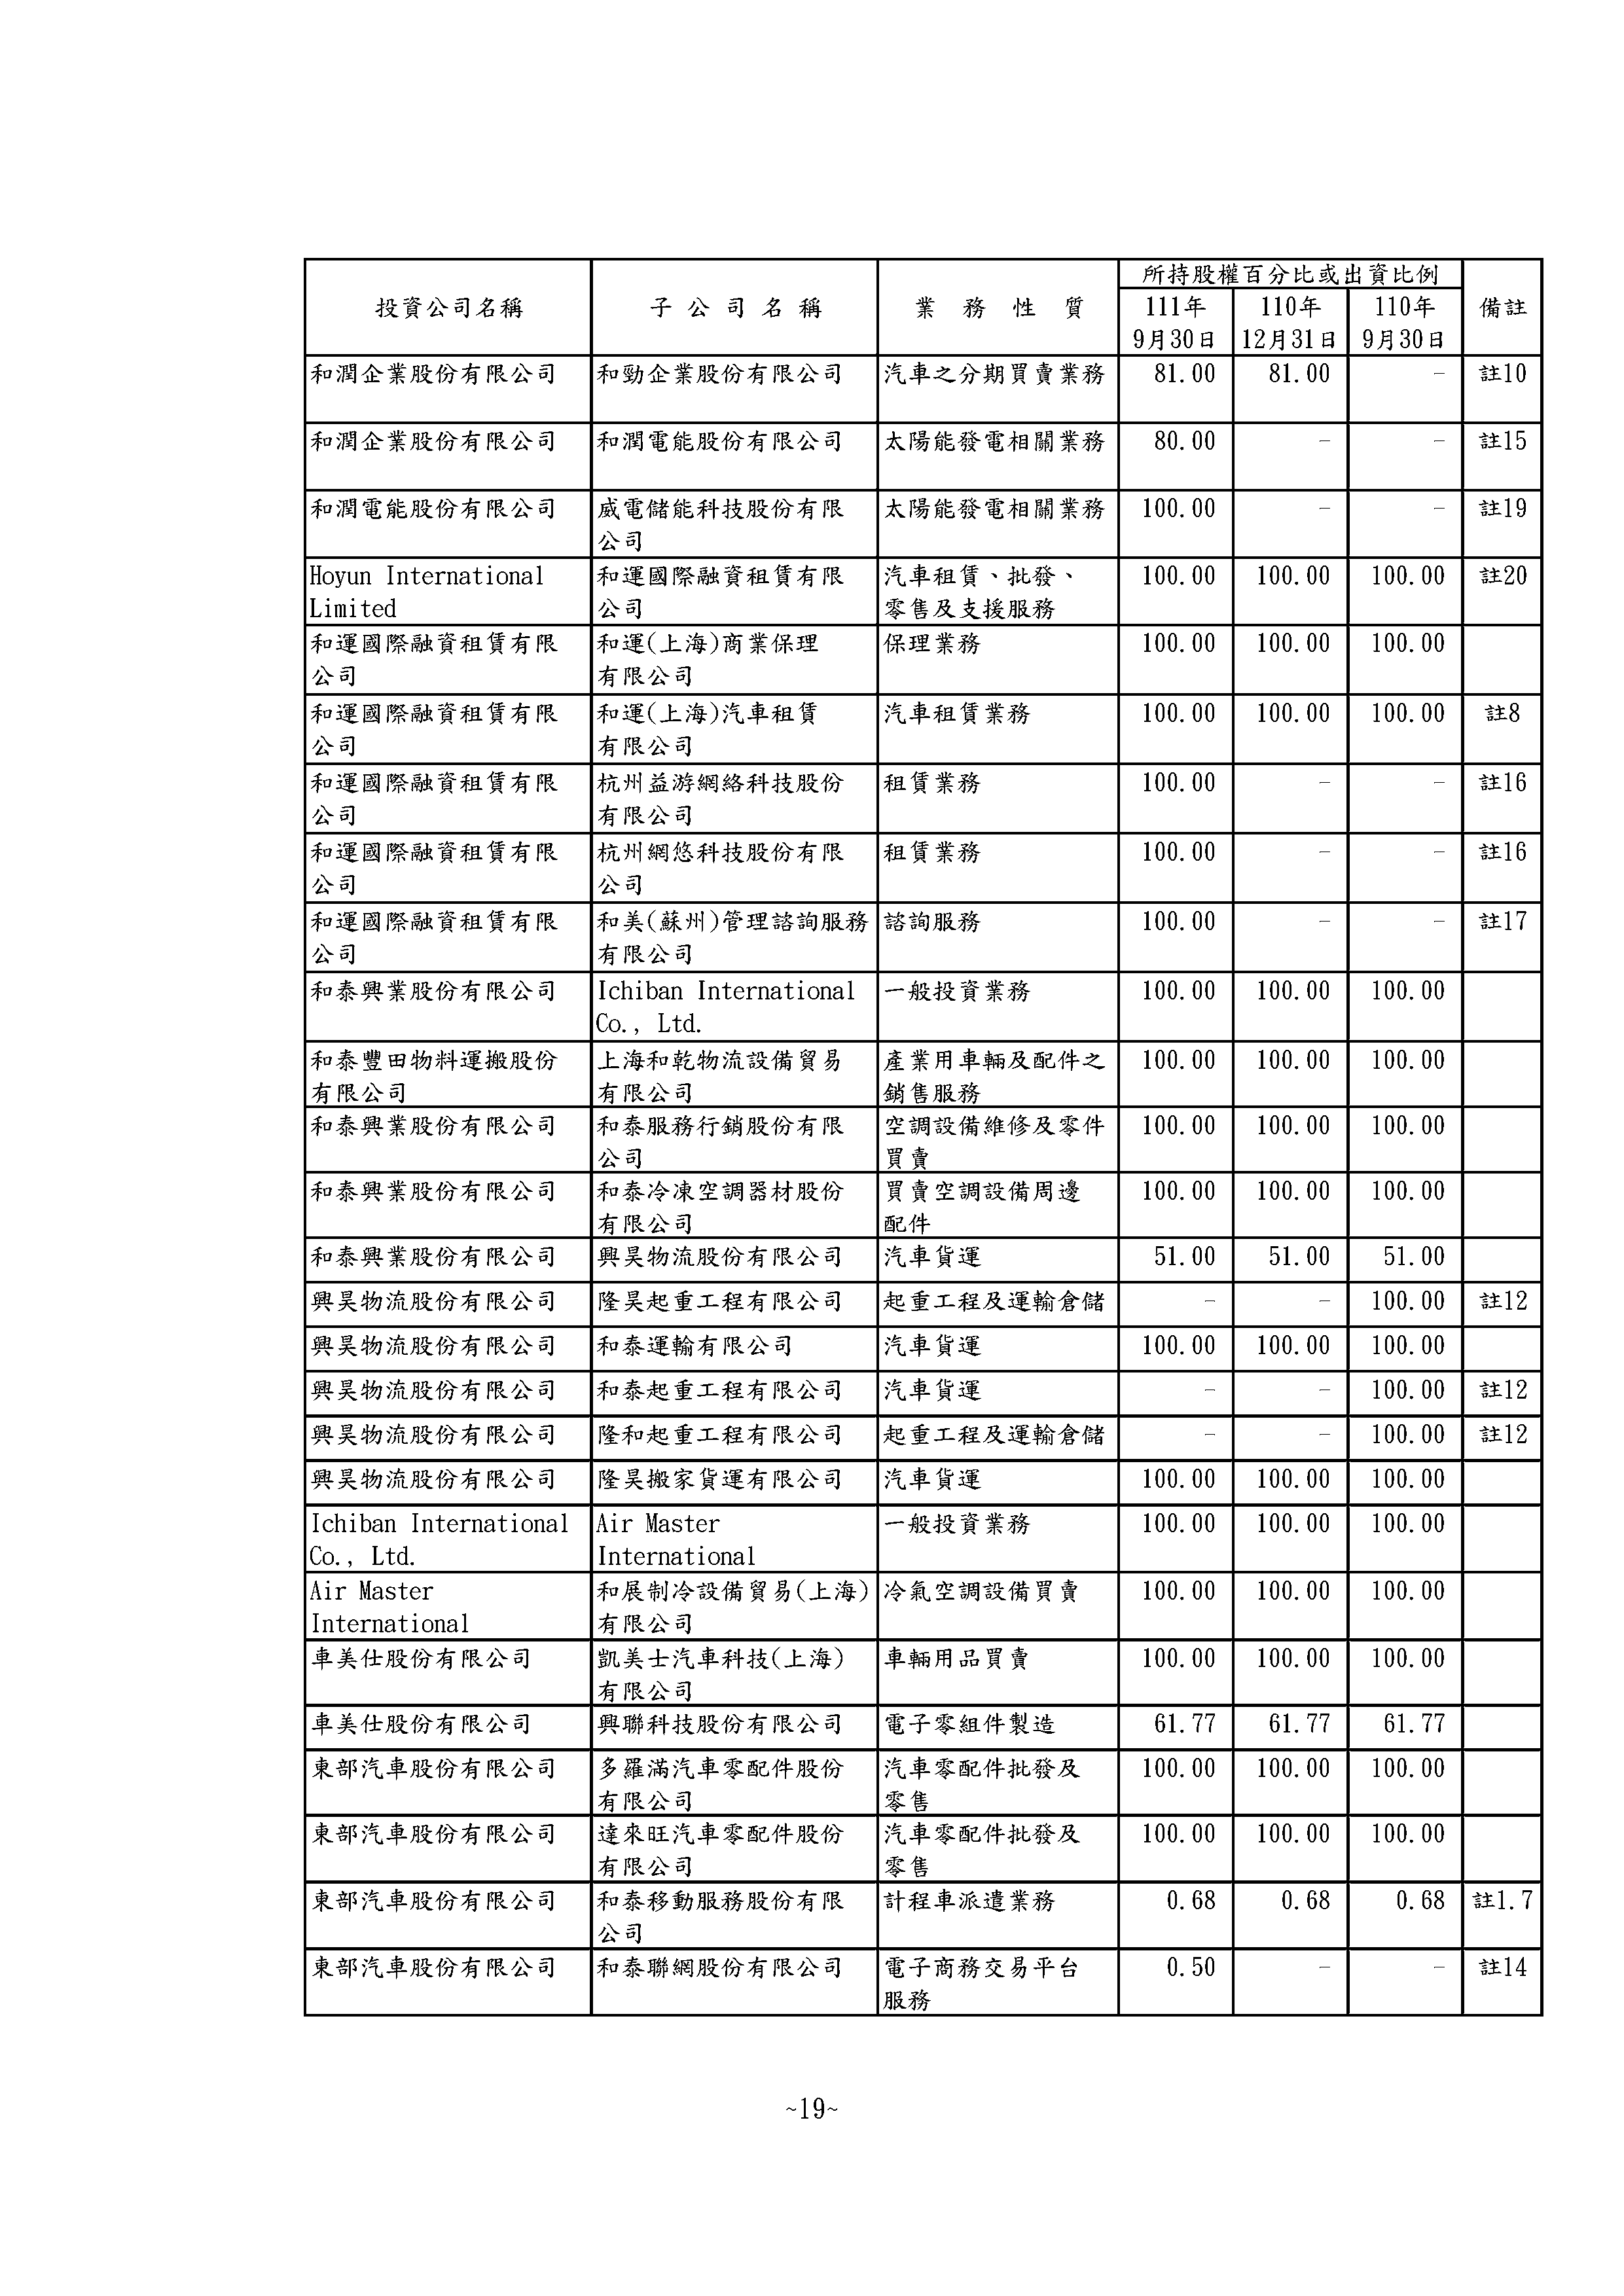 所持股權百分比或出資比例
投資公司名稱 子公司名稱 業務性質 111年 110年 110年 備註
9月30日 12月31日 9月30日
和潤企業股份有限公司 和勁企業股份有限公司 汽車之分期買賣業務 81.00 81.00 - 註10
和潤企業股份有限公司 和潤電能股份有限公司 太陽能發電相關業務 80.00 - - 註15
和潤電能股份有限公司 威電儲能科技股份有限 太陽能發電相關業務 100.00 - - 註19
公司
Hoyun International 和運國際融資租賃有限 汽車租賃、批發、 100.00 100.00 100.00 註20
Limited 公司 零售及支援服務
和運國際融資租賃有限 和運(上海)商業保理 保理業務 100.00 100.00 100.00
公司 有限公司
和運國際融資租賃有限 和運(上海)汽車租賃 汽車租賃業務 100.00 100.00 100.00 註8
公司 有限公司
和運國際融資租賃有限 杭州益游網絡科技股份 租賃業務 100.00 - - 註16
公司 有限公司
和運國際融資租賃有限 杭州網悠科技股份有限 租賃業務 100.00 - - 註16
公司 公司
和運國際融資租賃有限 和美(蘇州)管理諮詢服務 諮詢服務 100.00 - - 註17
公司 有限公司
和泰興業股份有限公司 Ichiban International 一般投資業務 100.00 100.00 100.00
Co., Ltd.
和泰豐田物料運搬股份 上海和乾物流設備貿易 產業用車輛及配件之 100.00 100.00 100.00
有限公司 有限公司 銷售服務
和泰興業股份有限公司 和泰服務行銷股份有限 空調設備維修及零件 100.00 100.00 100.00
公司 買賣
和泰興業股份有限公司 和泰冷凍空調器材股份 買賣空調設備周邊 100.00 100.00 100.00
有限公司 配件
和泰興業股份有限公司 興昊物流股份有限公司 汽車貨運 51.00 51.00 51.00
興昊物流股份有限公司 隆昊起重工程有限公司 起重工程及運輸倉儲 - - 100.00 註12
興昊物流股份有限公司 和泰運輸有限公司 汽車貨運 100.00 100.00 100.00
興昊物流股份有限公司 和泰起重工程有限公司 汽車貨運 - - 100.00 註12
興昊物流股份有限公司 隆和起重工程有限公司 起重工程及運輸倉儲 - - 100.00 註12
興昊物流股份有限公司 隆昊搬家貨運有限公司 汽車貨運 100.00 100.00 100.00
Ichiban International Air Master 一般投資業務 100.00 100.00 100.00
Co., Ltd. International
Air Master 和展制冷設備貿易(上海) 冷氣空調設備買賣 100.00 100.00 100.00
International 有限公司
車美仕股份有限公司 凱美士汽車科技(上海) 車輛用品買賣 100.00 100.00 100.00
有限公司
車美仕股份有限公司 興聯科技股份有限公司 電子零組件製造 61.77 61.77 61.77
東部汽車股份有限公司 多羅滿汽車零配件股份 汽車零配件批發及 100.00 100.00 100.00
有限公司 零售
東部汽車股份有限公司 達來旺汽車零配件股份 汽車零配件批發及 100.00 100.00 100.00
有限公司 零售
東部汽車股份有限公司 和泰移動服務股份有限 計程車派遣業務 0.68 0.68 0.68 註1.7
公司
東部汽車股份有限公司 和泰聯網股份有限公司 電子商務交易平台 0.50 - - 註14
服務
~19~